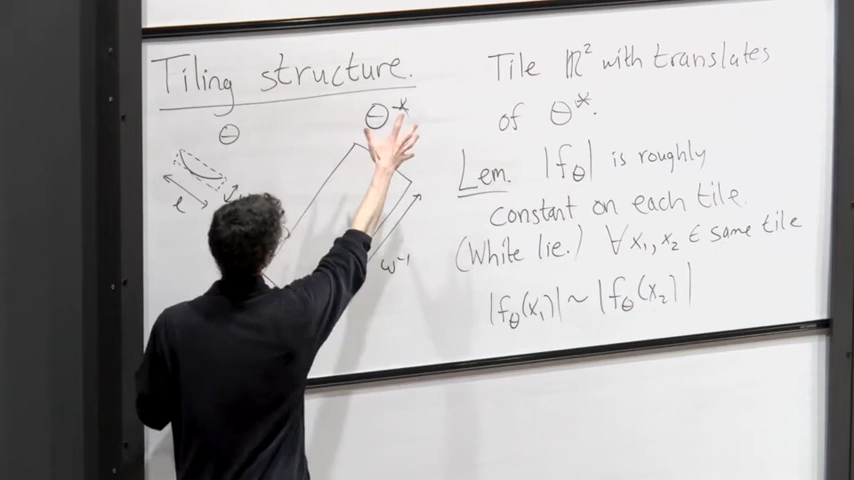 Tiling structure.
Θ
Θ*
ℓ
ω⁻¹
Tile ℝ² with translates
of Θ*.
Lem. |f_Θ| is roughly
constant on each tile.
(White lie.) ∀ x₁, x₂ ∈ same tile
|f_Θ(x₁)| ~ |f_Θ(x₂)|